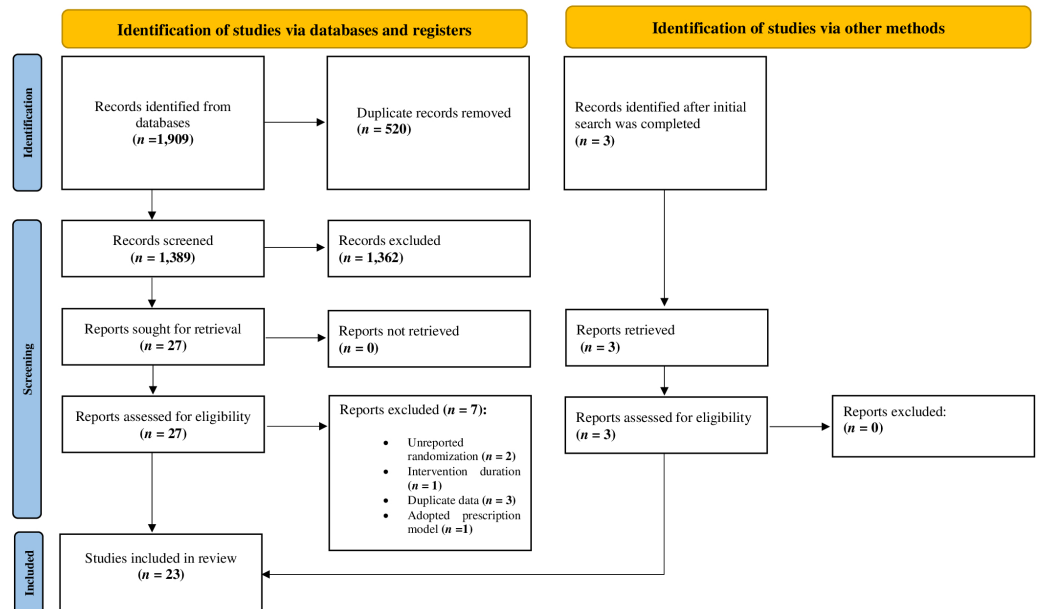 Identification of studies via databases and registers
Identification of studies via other methods
Identification
Records identified from
databases
(n =1,909)
Duplicate records removed
(n = 520)
Records identified after initial
search was completed
(n = 3)
Screening
Records screened
(n = 1,389)
Records excluded
(n = 1,362)
Reports sought for retrieval
(n = 27)
Reports not retrieved
(n = 0)
Reports retrieved
(n = 3)
Reports assessed for eligibility
(n = 27)
Reports excluded (n = 7):
• Unreported
randomization (n = 2)
• Intervention duration
(n = 1)
• Duplicate data (n = 3)
• Adopted prescription
model (n =1)
Reports assessed for eligibility
(n = 3)
Reports excluded:
(n = 0)
Included
Studies included in review
(n = 23)